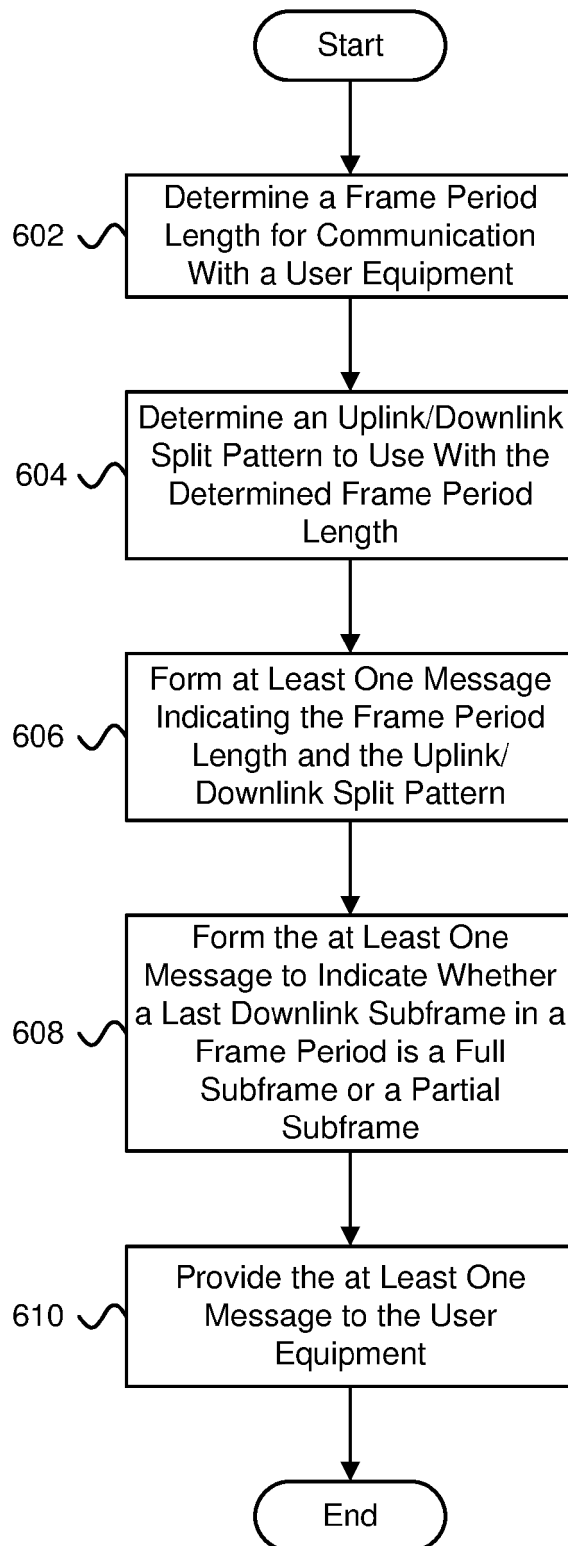 Start
Determine a Frame Period
602
Length for Communication
With a User Equipment
Determine an Uplink/Downlink
Split Pattern to Use With the
604
Determined Frame Period
Length
Form at Least One Message
Indicating the Frame Period
606
Length and the Uplink/
Downlink Split Pattern
Form the at Least One
Message to Indicate Whether
a Last Downlink Subframe in a
608
Frame Period is a Full
Subframe or a Partial
Subframe
Provide the at Least One
610
Message to the User
Equipment
End